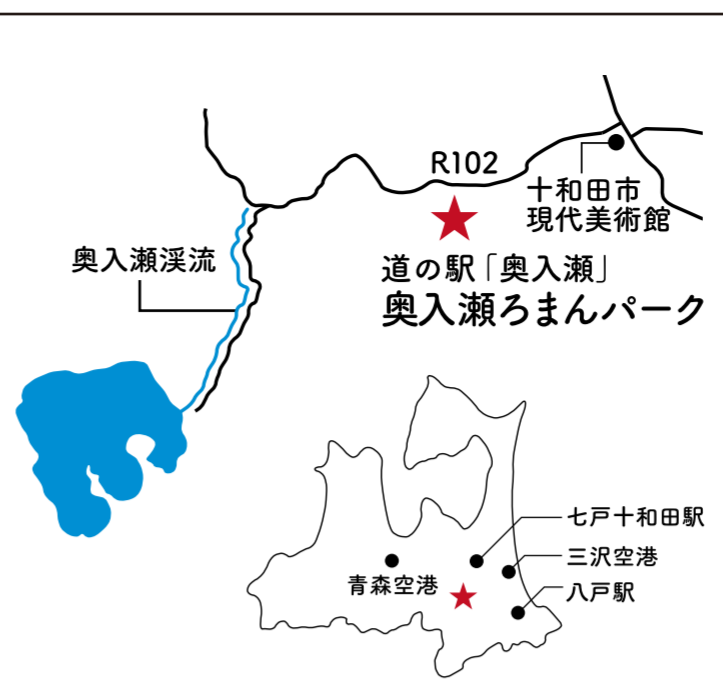 R102
十和田市
現代美術館
奥入瀬渓流
道の駅「奥入瀬」
奥入瀬ろまんパーク
七戸十和田駅
三沢空港
青森空港
八戸駅